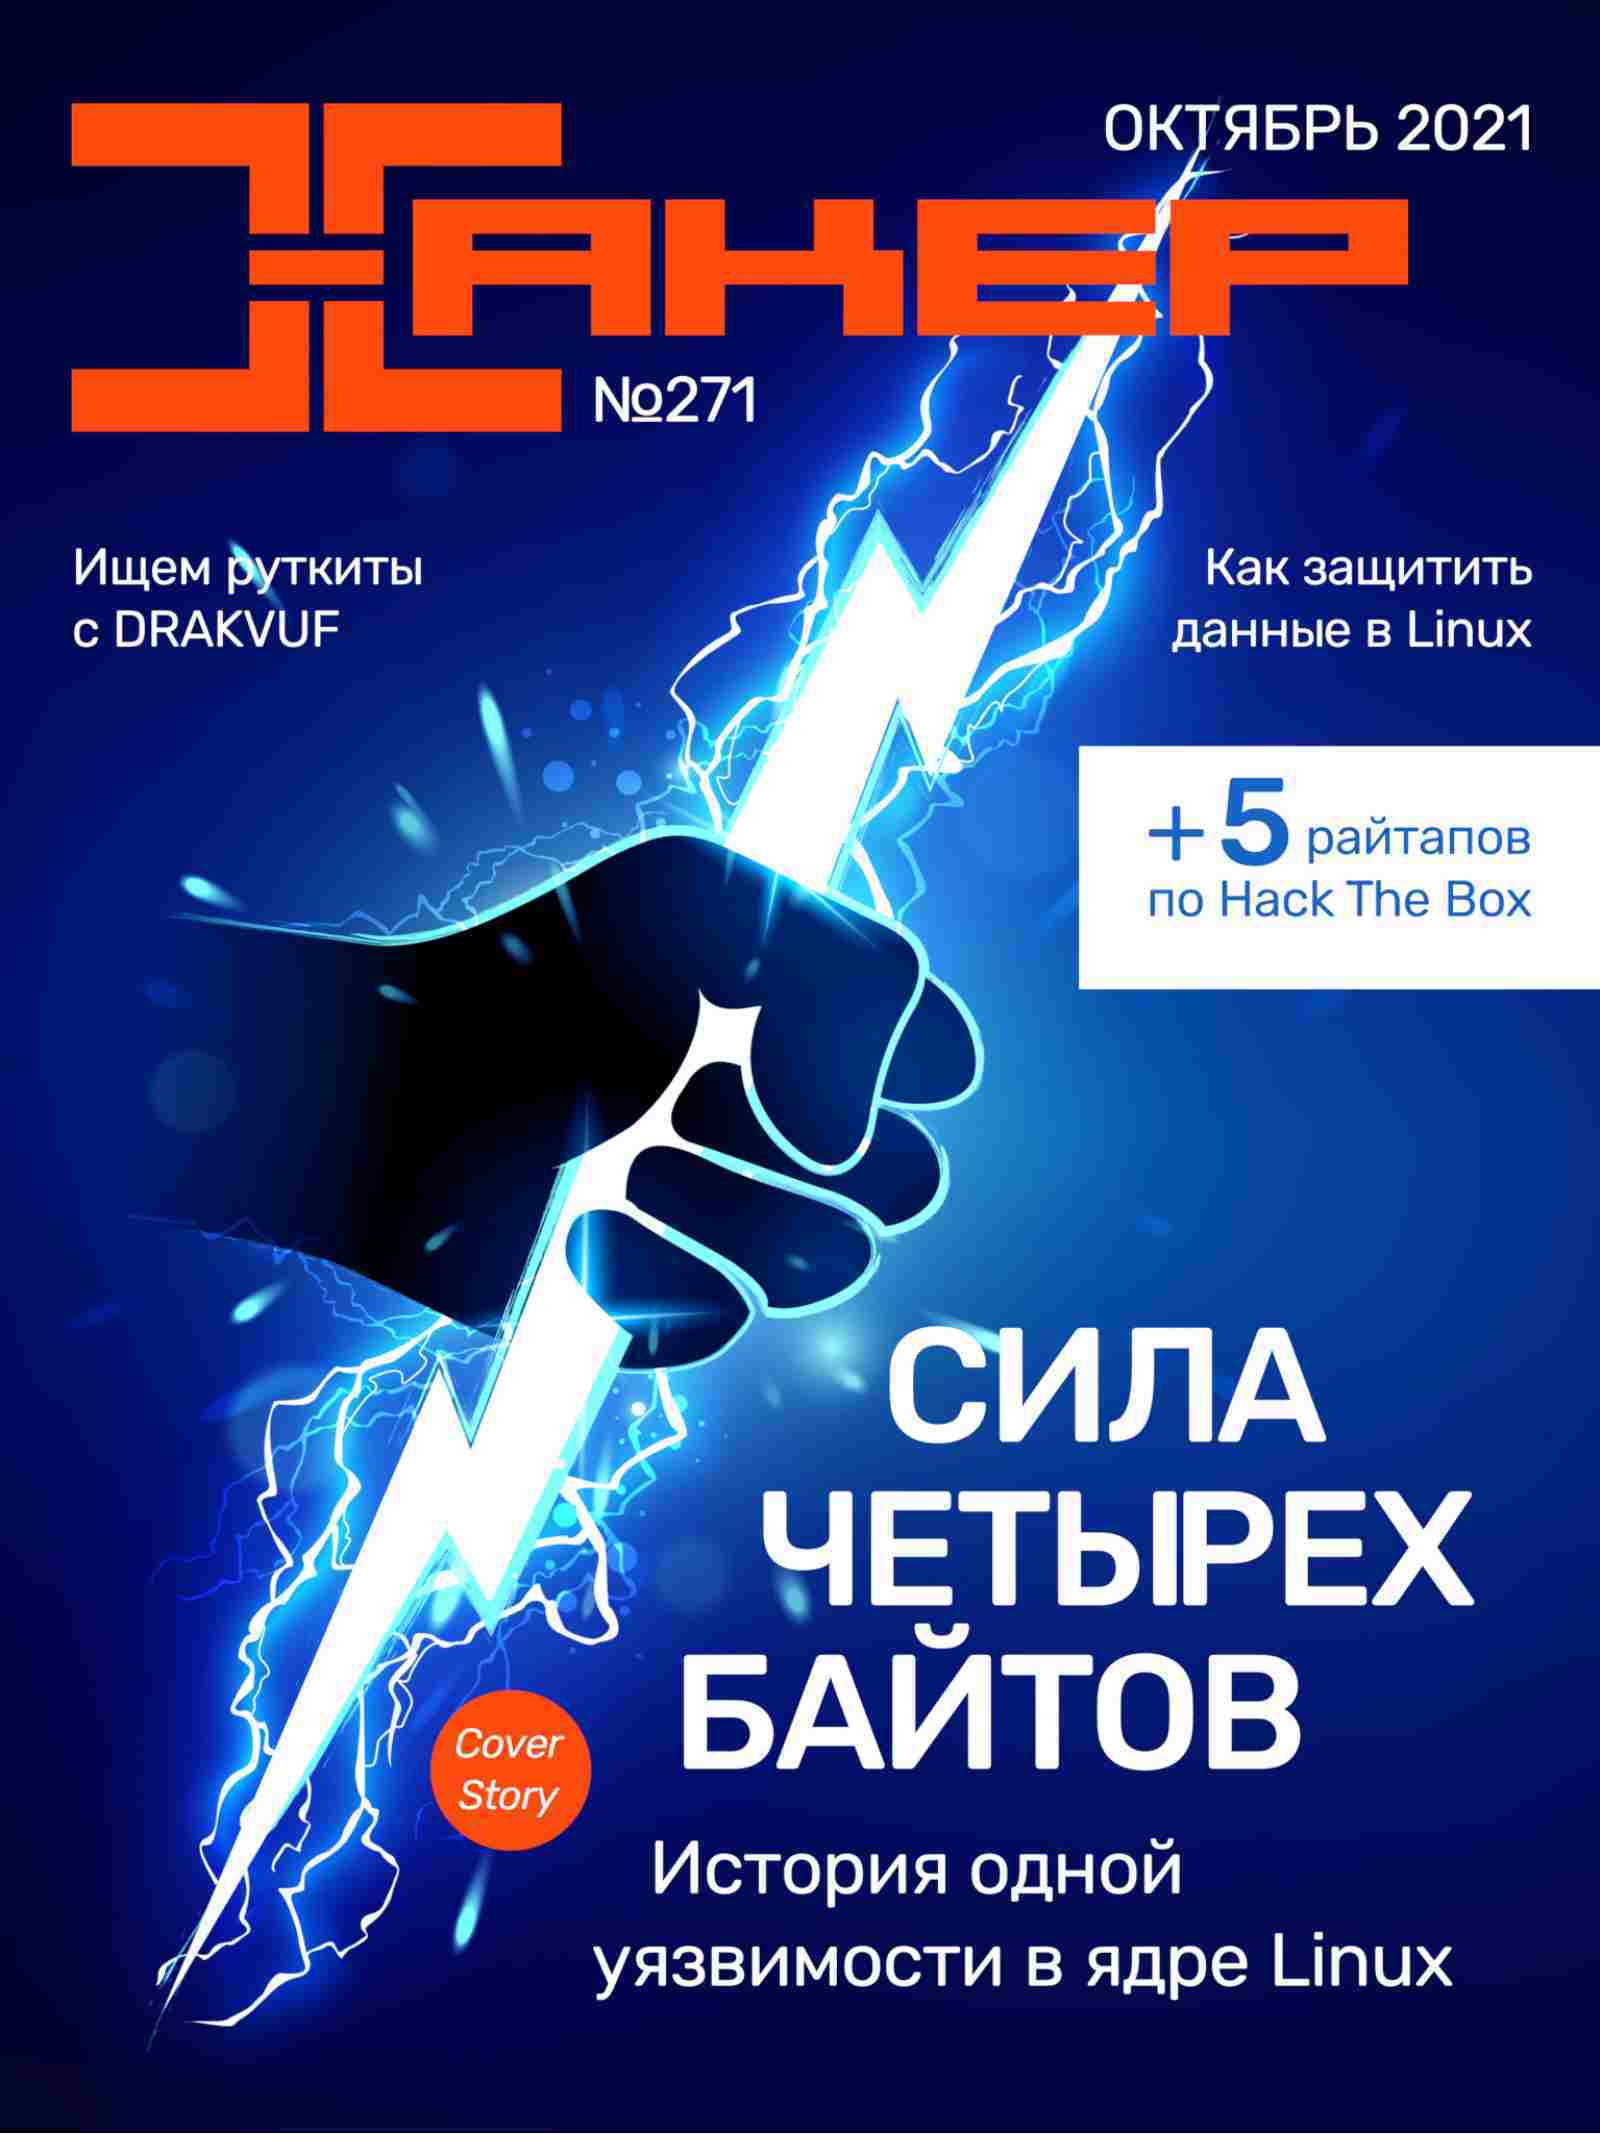 ОКТЯБРЬ 2021
ХАКЕР
№271
Ищем руткиты
с DRAKVUF
Как защитить
данные в Linux
+5 райтапов
по Hack The Box
СИЛА
ЧЕТЫРЕХ
БАЙТОВ
Cover
Story
История одной
уязвимости в ядре Linux